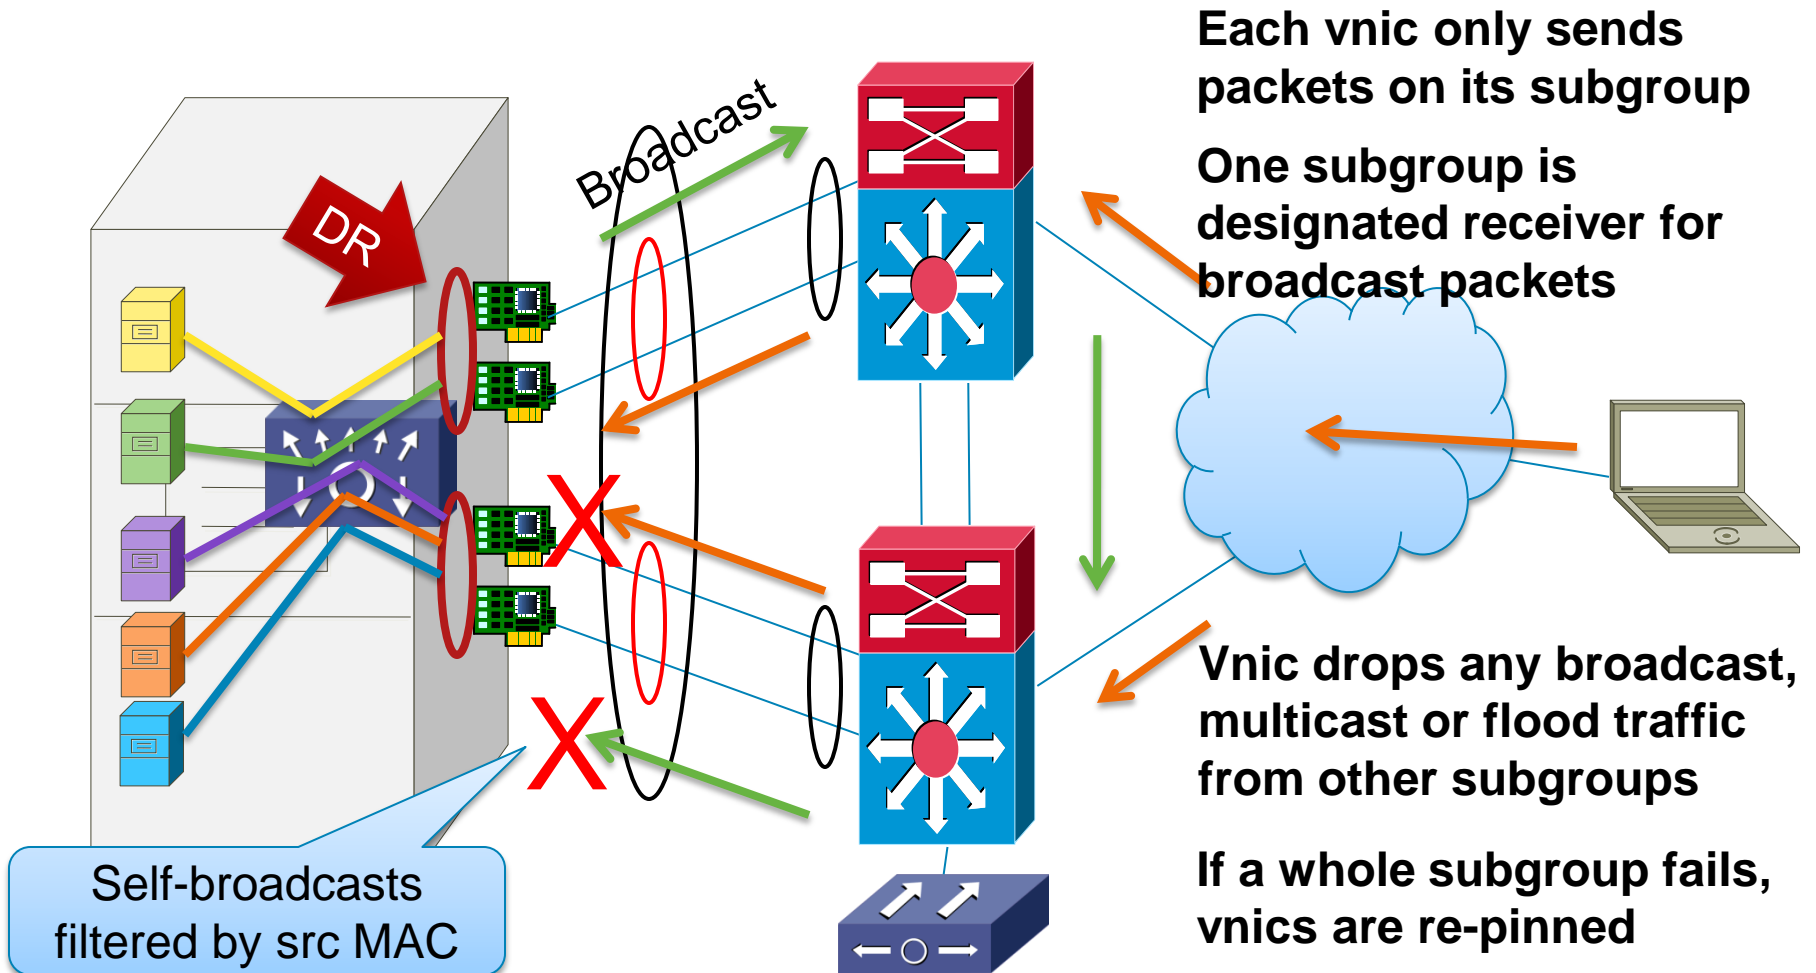 Each vnic only sends
packets on its subgroup
One subgroup is
designated receiver for
broadcast packets
Broadcast
DR
Vnic drops any broadcast,
multicast or flood traffic
from other subgroups
If a whole subgroup fails,
vnics are re-pinned
X
X
Self-broadcasts
filtered by src MAC